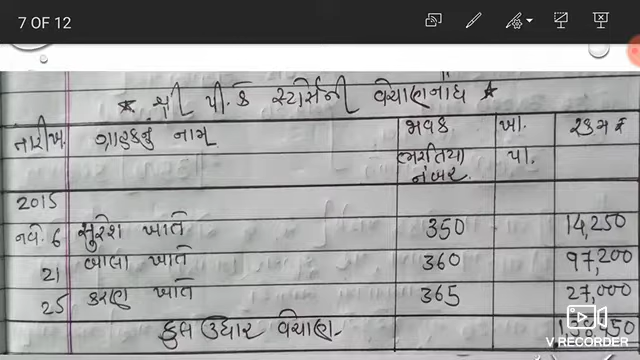 7 OF 12
★ શ્રી પી. કે સ્ટોર્સની વેચાણનોંધ ★
તારીખ ગ્રાહકનું નામ જાવક ખા. રકમ ₹
ભરતિયા પા.
નંબર
2015
નવે. 6 સુરેશ ખાતે 350 14,250
21 બાલા ખાતે 360 97,200
25 કરણ ખાતે 365 27,000
કુલ ઉધાર વેચાણ
V RECORDER